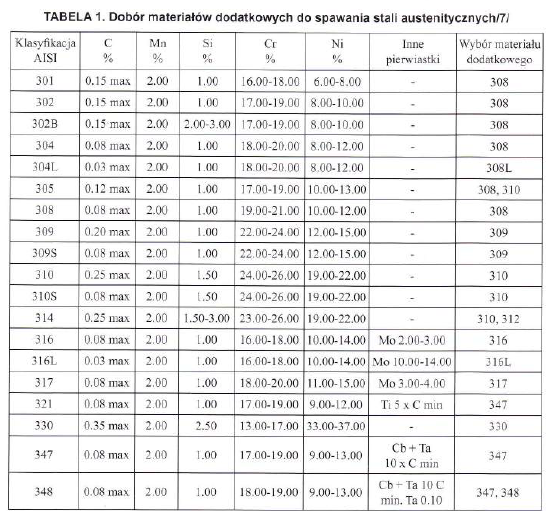 TABELA 1. Dobór materiałów dodatkowych do spawania stali austenitycznych/7/
Klasyfikacja AISI | C % | Mn % | Si % | Cr % | Ni % | Inne pierwiastki | Wybór materiału dodatkowego
301 | 0.15 max | 2.00 | 1.00 | 16.00-18.00 | 6.00-8.00 | - | 308
302 | 0.15 max | 2.00 | 1.00 | 17.00-19.00 | 8.00-10.00 | - | 308
302B | 0.15 max | 2.00 | 2.00-3.00 | 17.00-19.00 | 8.00-10.00 | - | 308
304 | 0.08 max | 2.00 | 1.00 | 18.00-20.00 | 8.00-12.00 | - | 308
304L | 0.03 max | 2.00 | 1.00 | 18.00-20.00 | 8.00-12.00 | - | 308L
305 | 0.12 max | 2.00 | 1.00 | 17.00-19.00 | 10.00-13.00 | - | 308, 310
308 | 0.08 max | 2.00 | 1.00 | 19.00-21.00 | 10.00-12.00 | - | 308
309 | 0.20 max | 2.00 | 1.00 | 22.00-24.00 | 12.00-15.00 | - | 309
309S | 0.08 max | 2.00 | 1.00 | 22.00-24.00 | 12.00-15.00 | - | 309
310 | 0.25 max | 2.00 | 1.50 | 24.00-26.00 | 19.00-22.00 | - | 310
310S | 0.08 max | 2.00 | 1.50 | 24.00-26.00 | 19.00-22.00 | - | 310
314 | 0.25 max | 2.00 | 1.50-3.00 | 23.00-26.00 | 19.00-22.00 | - | 310, 312
316 | 0.08 max | 2.00 | 1.00 | 16.00-18.00 | 10.00-14.00 | Mo 2.00-3.00 | 316
316L | 0.03 max | 2.00 | 1.00 | 16.00-18.00 | 10.00-14.00 | Mo 10.00-14.00 | 316L
317 | 0.08 max | 2.00 | 1.00 | 18.00-20.00 | 11.00-15.00 | Mo 3.00-4.00 | 317
321 | 0.08 max | 2.00 | 1.00 | 17.00-19.00 | 9.00-12.00 | Ti 5 x C min | 347
330 | 0.35 max | 2.00 | 2.50 | 13.00-17.00 | 33.00-37.00 | - | 330
347 | 0.08 max | 2.00 | 1.00 | 17.00-19.00 | 9.00-13.00 | Cb + Ta 10 x C min | 347
348 | 0.08 max | 2.00 | 1.00 | 18.00-19.00 | 9.00-13.00 | Cb + Ta 10 C min. Ta 0.10 | 347, 348